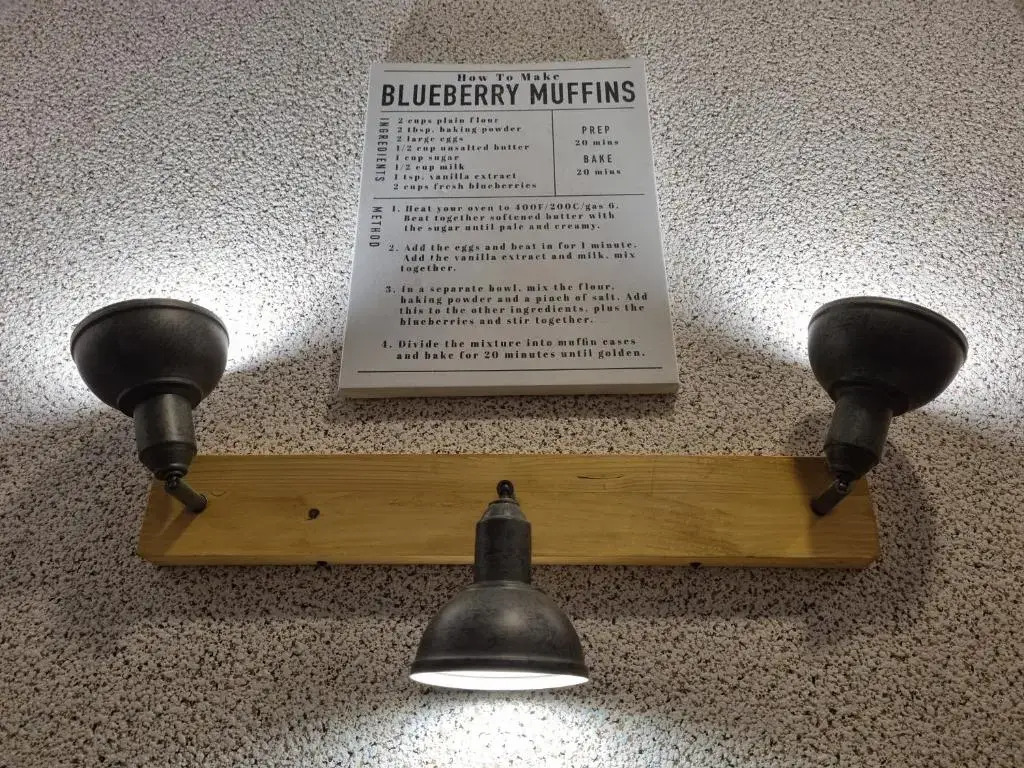 How To Make
BLUEBERRY MUFFINS
INGREDIENTS
2 cups plain flour
2 tbsp. baking powder
2 large eggs
1/2 cup unsalted butter
1 cup sugar
1/2 cup milk
1 tsp. vanilla extract
2 cups fresh blueberries
PREP
20 mins
BAKE
20 mins
METHOD
1. Heat your oven to 400F/200C/gas 6.
Beat together softened butter with
the sugar until pale and creamy.
2. Add the eggs and beat in for 1 minute.
Add the vanilla extract and milk, mix
together.
3. In a separate bowl, mix the flour,
baking powder and a pinch of salt. Add
this to the other ingredients, plus the
blueberries and stir together.
4. Divide the mixture into muffin cases
and bake for 20 minutes until golden.